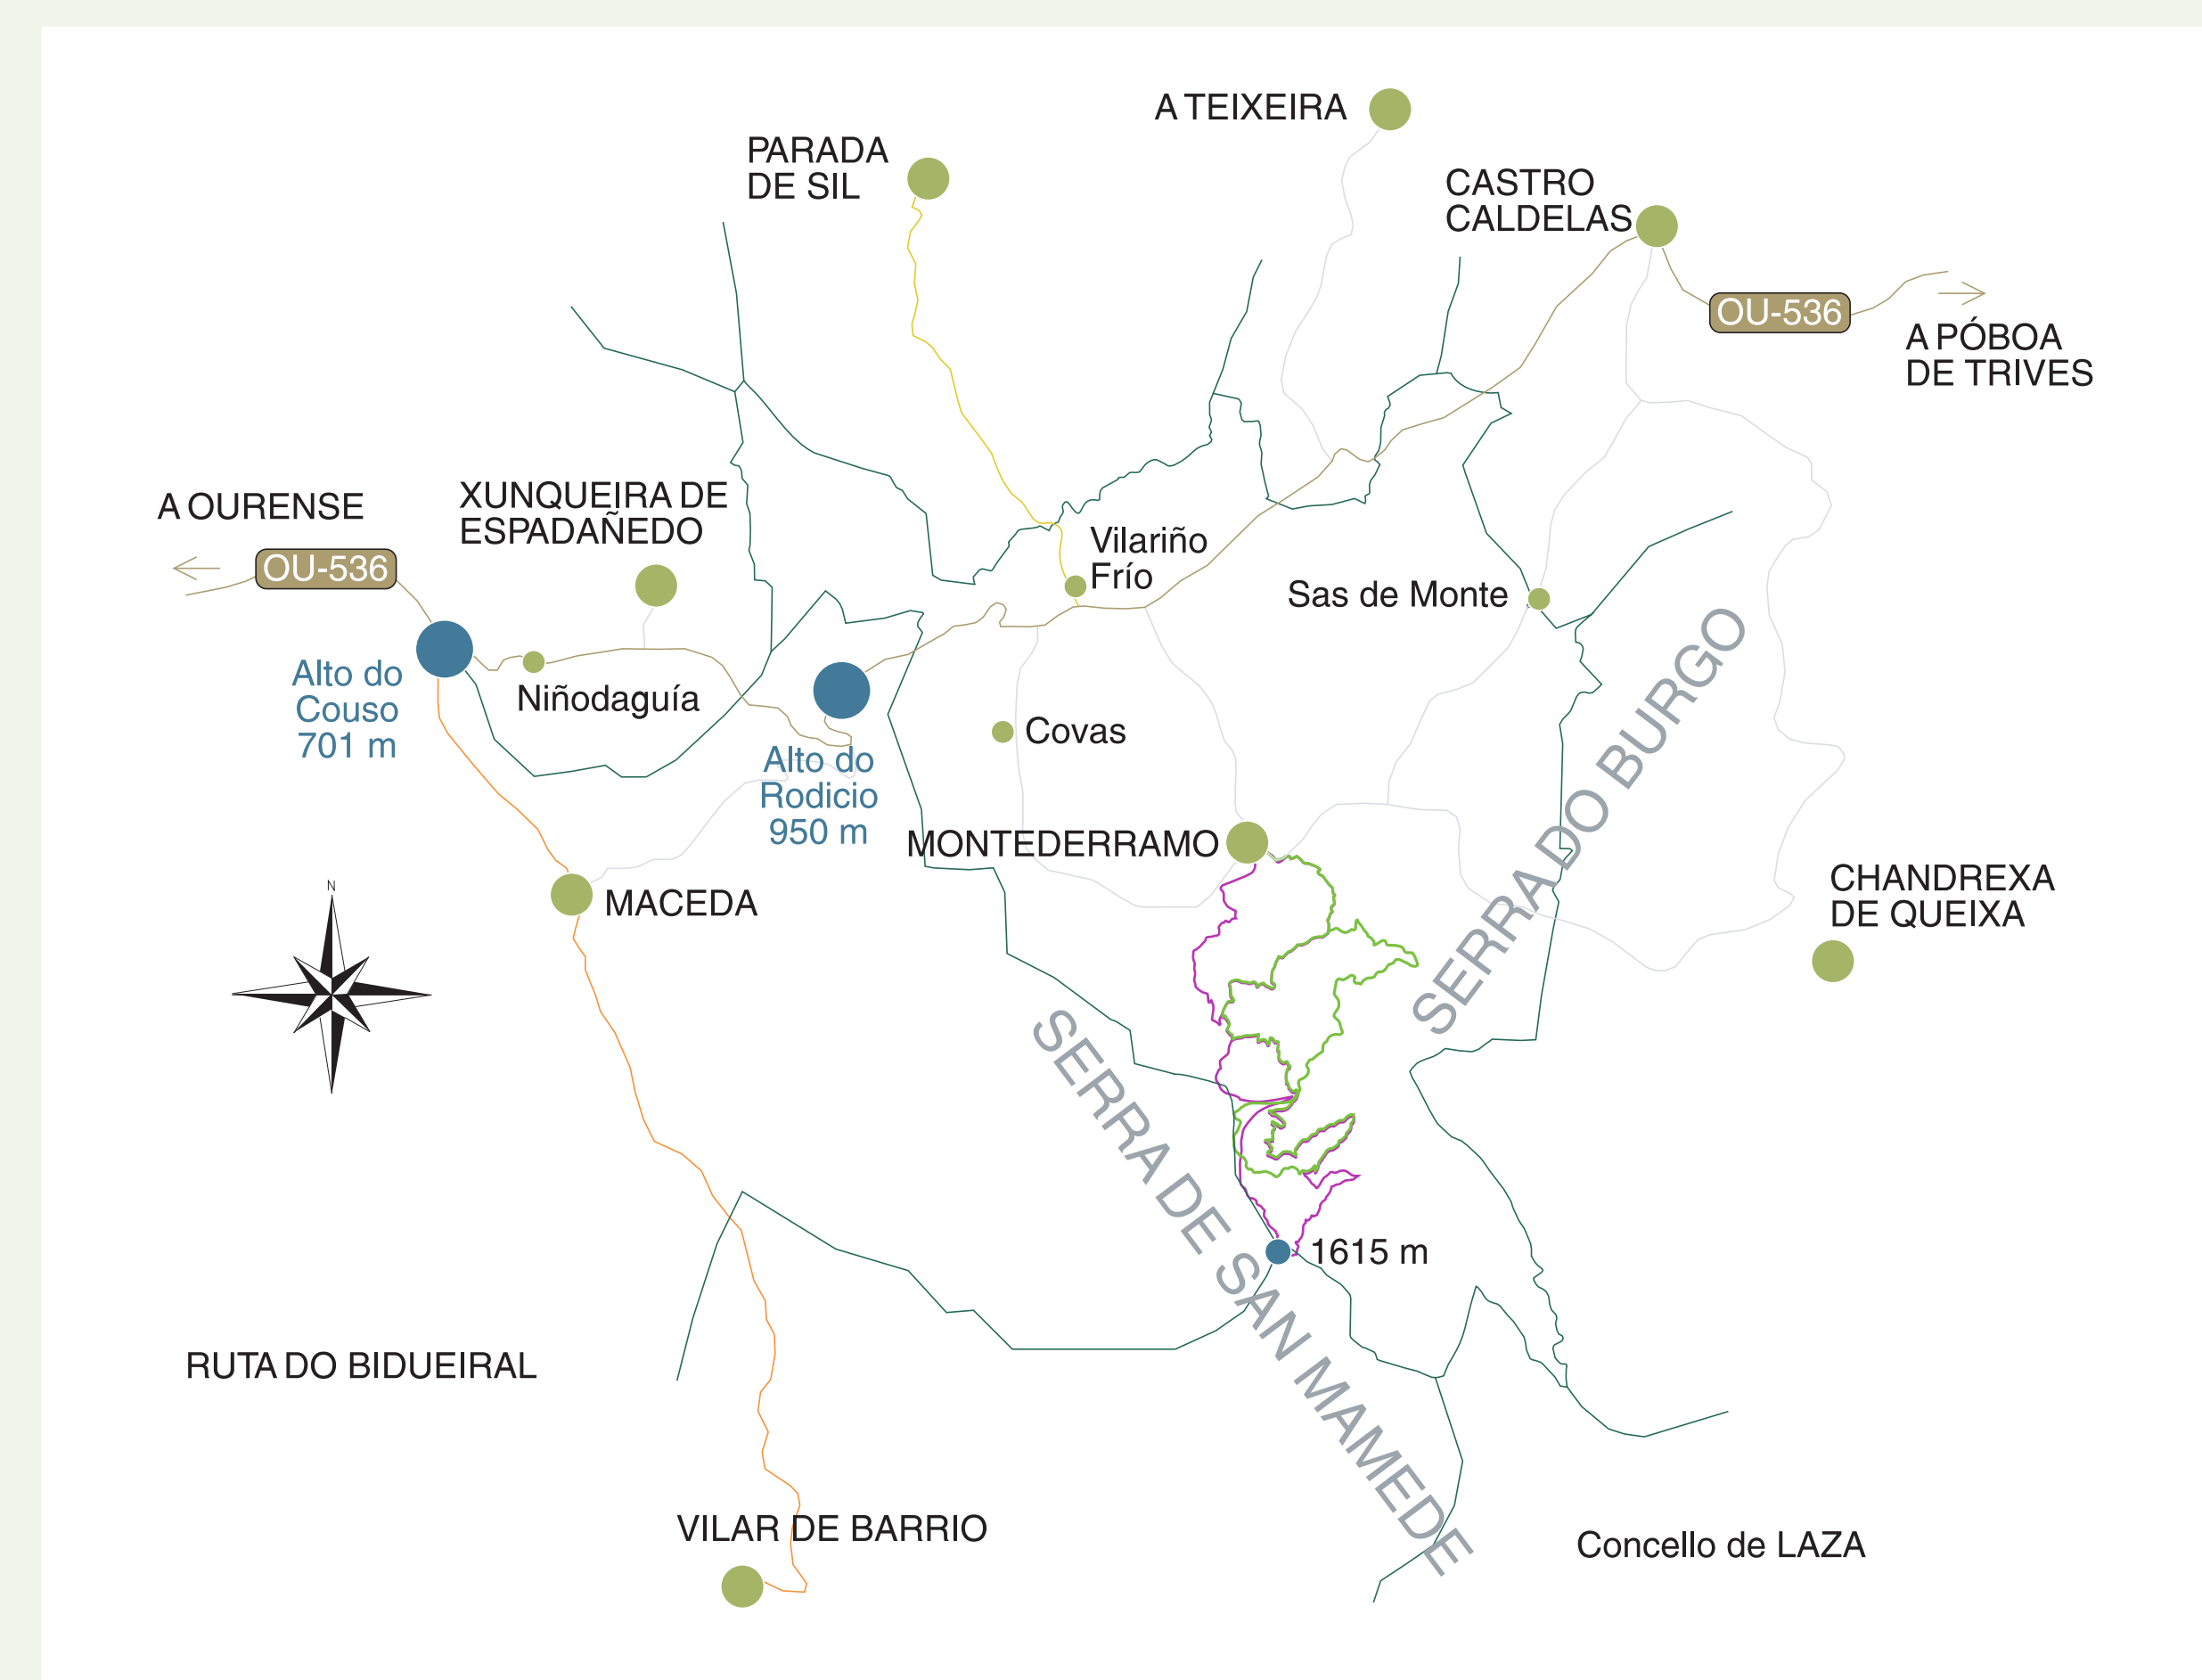 A TEIXEIRA
PARADA
DE SIL
CASTRO
CALDELAS
OU-536
A PÓBOA
DE TRIVES
A OURENSE
XUNQUEIRA DE
ESPADAÑEDO
OU-536
Vilariño
Frío
Sas de Monte
Alto do
Couso
701 m
Niñodaguía
Covas
Alto do
Rodicio
950 m
SERRA DO BURGO
MONTEDERRAMO
MACEDA
CHANDREXA
DE QUEIXA
N
SERRA DE SAN MAMEDE
1615 m
RUTA DO BIDUEIRAL
VILAR DE BARRIO
Concello de LAZA